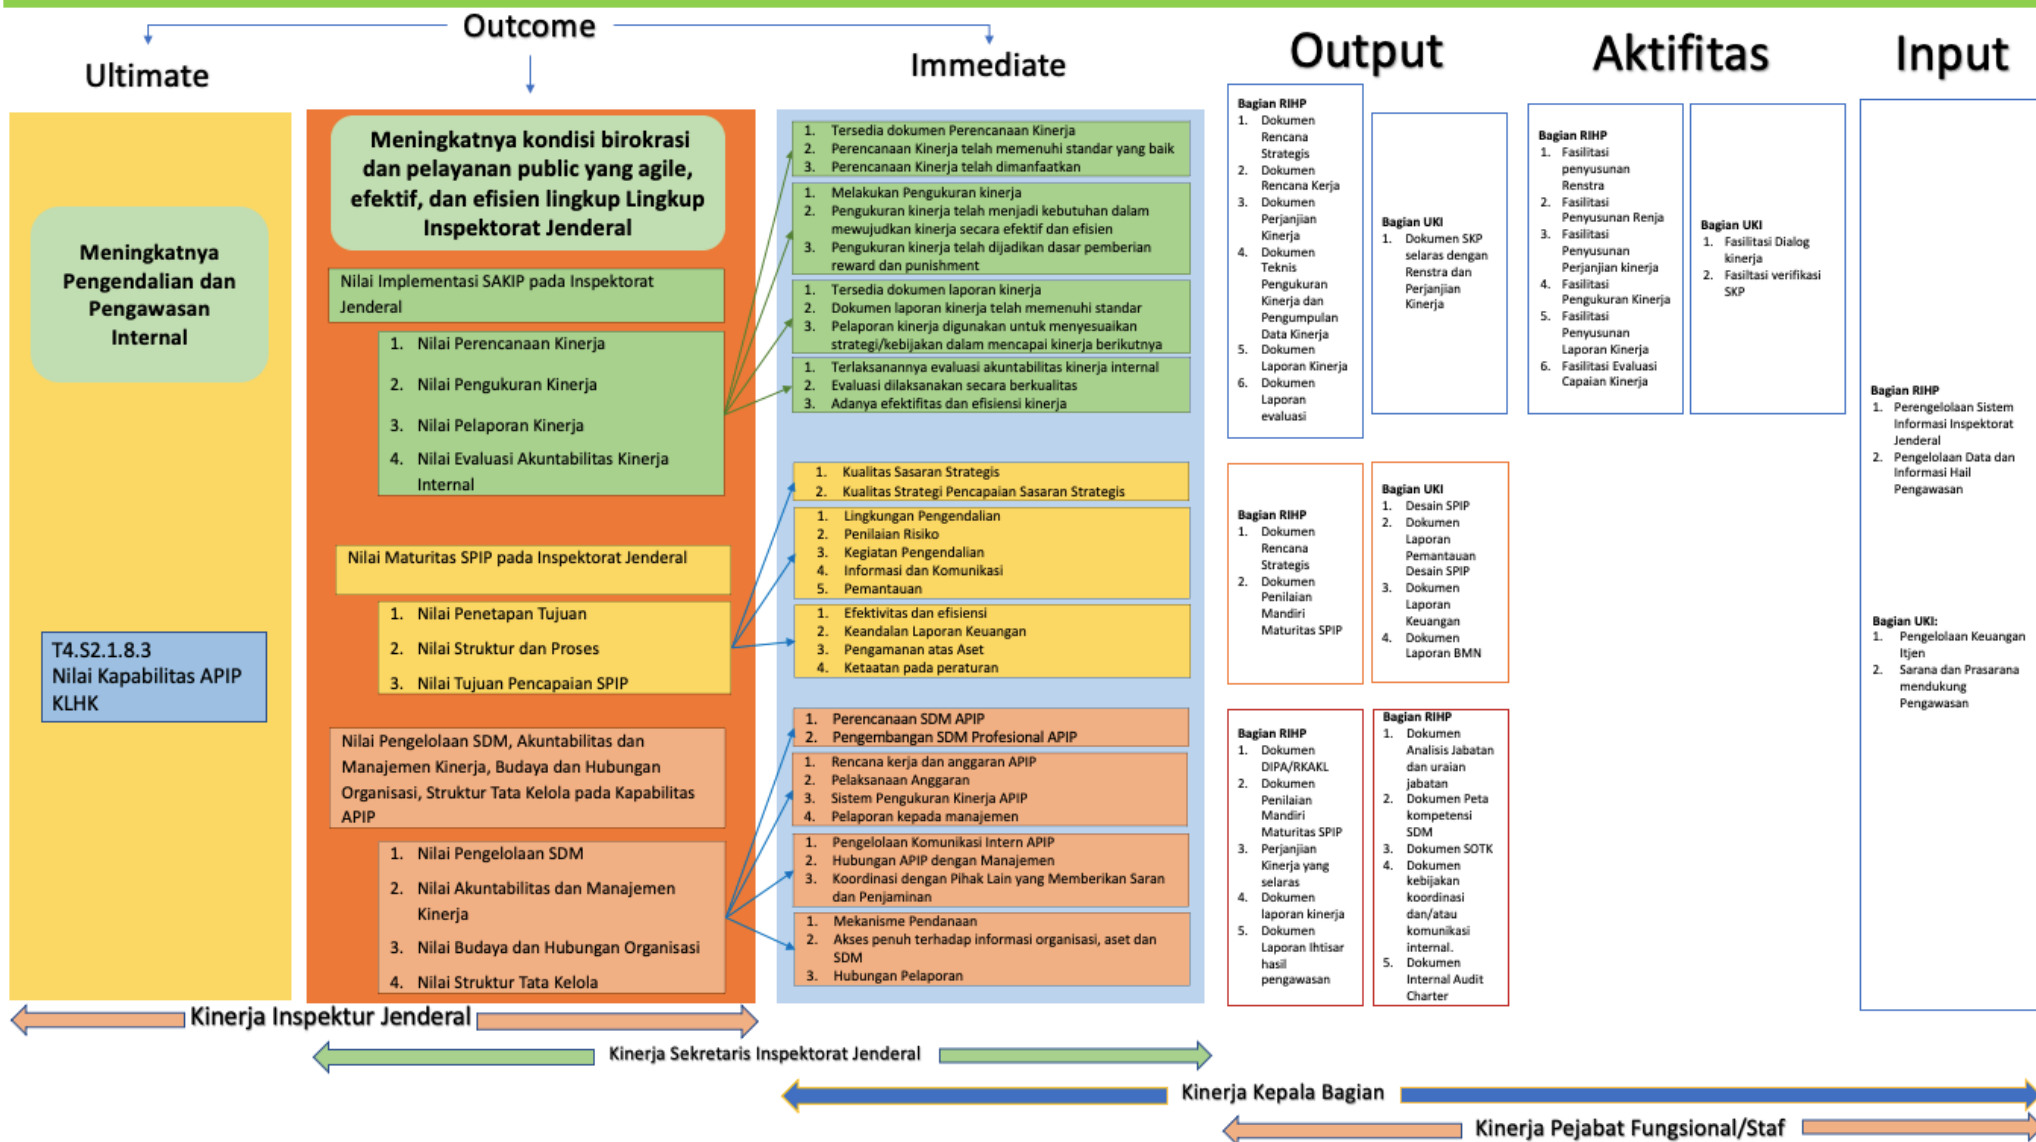 Outcome
Ultimate
Immediate
Output
Aktifitas
Input
Meningkatnya
Pengendalian dan
Pengawasan
Internal
T4.S2.1.8.3
Nilai Kapabilitas APIP
KLHK
Meningkatnya kondisi birokrasi
dan pelayanan public yang agile,
efektif, dan efisien lingkup Lingkup
Inspektorat Jenderal
Nilai Implementasi SAKIP pada Inspektorat
Jenderal
1. Nilai Perencanaan Kinerja
2. Nilai Pengukuran Kinerja
3. Nilai Pelaporan Kinerja
4. Nilai Evaluasi Akuntabilitas Kinerja
Internal
Nilai Maturitas SPIP pada Inspektorat Jenderal
1. Nilai Penetapan Tujuan
2. Nilai Struktur dan Proses
3. Nilai Tujuan Pencapaian SPIP
Nilai Pengelolaan SDM, Akuntabilitas dan
Manajemen Kinerja, Budaya dan Hubungan
Organisasi, Struktur Tata Kelola pada Kapabilitas
APIP
1. Nilai Pengelolaan SDM
2. Nilai Akuntabilitas dan Manajemen
Kinerja
3. Nilai Budaya dan Hubungan Organisasi
4. Nilai Struktur Tata Kelola
1. Tersedia dokumen Perencanaan Kinerja
2. Perencanaan Kinerja telah memenuhi standar yang baik
3. Perencanaan Kinerja telah dimanfaatkan
1. Melakukan Pengukuran kinerja
2. Pengukuran kinerja telah menjadi kebutuhan dalam
mewujudkan kinerja secara efektif dan efisien
3. Pengukuran kinerja telah dijadikan dasar pemberian
reward dan punishment
1. Tersedia dokumen laporan kinerja
2. Dokumen laporan kinerja telah memenuhi standar
3. Pelaporan kinerja digunakan untuk menyesuaikan
strategi/kebijakan dalam mencapai kinerja berikutnya
1. Terlaksanannya evaluasi akuntabilitas kinerja internal
2. Evaluasi dilaksanakan secara berkualitas
3. Adanya efektifitas dan efisiensi kinerja
1. Kualitas Sasaran Strategis
2. Kualitas Strategi Pencapaian Sasaran Strategis
1. Lingkungan Pengendalian
2. Penilaian Risiko
3. Kegiatan Pengendalian
4. Informasi dan Komunikasi
5. Pemantauan
1. Efektivitas dan efisiensi
2. Keandalan Laporan Keuangan
3. Pengamanan atas Aset
4. Ketaatan pada peraturan
1. Perencanaan SDM APIP
2. Pengembangan SDM Profesional APIP
1. Rencana kerja dan anggaran APIP
2. Pelaksanaan Anggaran
3. Sistem Pengukuran Kinerja APIP
4. Pelaporan kepada manajemen
1. Pengelolaan Komunikasi Intern APIP
2. Hubungan APIP dengan Manajemen
3. Koordinasi dengan Pihak Lain yang Memberikan Saran
dan Penjaminan
1. Mekanisme Pendanaan
2. Akses penuh terhadap informasi organisasi, aset dan
SDM
3. Hubungan Pelaporan
Bagian RIHP
1. Dokumen
Rencana
Strategis
2. Dokumen
Rencana Kerja
3. Dokumen
Perjanjian
Kinerja
4. Dokumen
Teknis
Pengukuran
Kinerja dan
Pengumpulan
Data Kinerja
5. Dokumen
Laporan Kinerja
6. Dokumen
Laporan
evaluasi
Bagian UKI
1. Dokumen SKP
selaras dengan
Renstra dan
Perjanjian
Kinerja
Bagian RIHP
1. Dokumen
Rencana
Strategis
2. Dokumen
Penilaian
Mandiri
Maturitas SPIP
Bagian UKI
1. Desain SPIP
2. Dokumen
Laporan
Pemantauan
Desain SPIP
3. Dokumen
Laporan
Keuangan
4. Dokumen
Laporan BMN
Bagian RIHP
1. Dokumen
DIPA/RKAKL
2. Dokumen
Penilaian
Mandiri
Maturitas SPIP
3. Perjanjian
Kinerja yang
selaras
4. Dokumen
laporan kinerja
5. Dokumen
Laporan Ihtisar
hasil
pengawasan
Bagian RIHP
1. Dokumen
Analisis Jabatan
dan uraian
jabatan
2. Dokumen Peta
kompetensi
SDM
3. Dokumen SOTK
4. Dokumen
kebijakan
koordinasi
dan/atau
komunikasi
internal.
5. Dokumen
Internal Audit
Charter
Bagian RIHP
1. Fasilitasi
penyusunan
Renstra
2. Fasilitasi
Penyusunan Renja
3. Fasilitasi
Penyusunan
Perjanjian kinerja
4. Fasilitasi
Pengukuran Kinerja
5. Fasilitasi
Penyusunan
Laporan Kinerja
6. Fasilitasi Evaluasi
Capaian Kinerja
Bagian UKI
1. Fasilitasi Dialog
kinerja
2. Fasiltasi verifikasi
SKP
Bagian RIHP
1. Perengelolaan Sistem
Informasi Inspektorat
Jenderal
2. Pengelolaan Data dan
Informasi Hail
Pengawasan
Bagian UKI:
1. Pengelolaan Keuangan
Itjen
2. Sarana dan Prasarana
mendukung
Pengawasan
Kinerja Inspektur Jenderal
Kinerja Sekretaris Inspektorat Jenderal
Kinerja Kepala Bagian
Kinerja Pejabat Fungsional/Staf